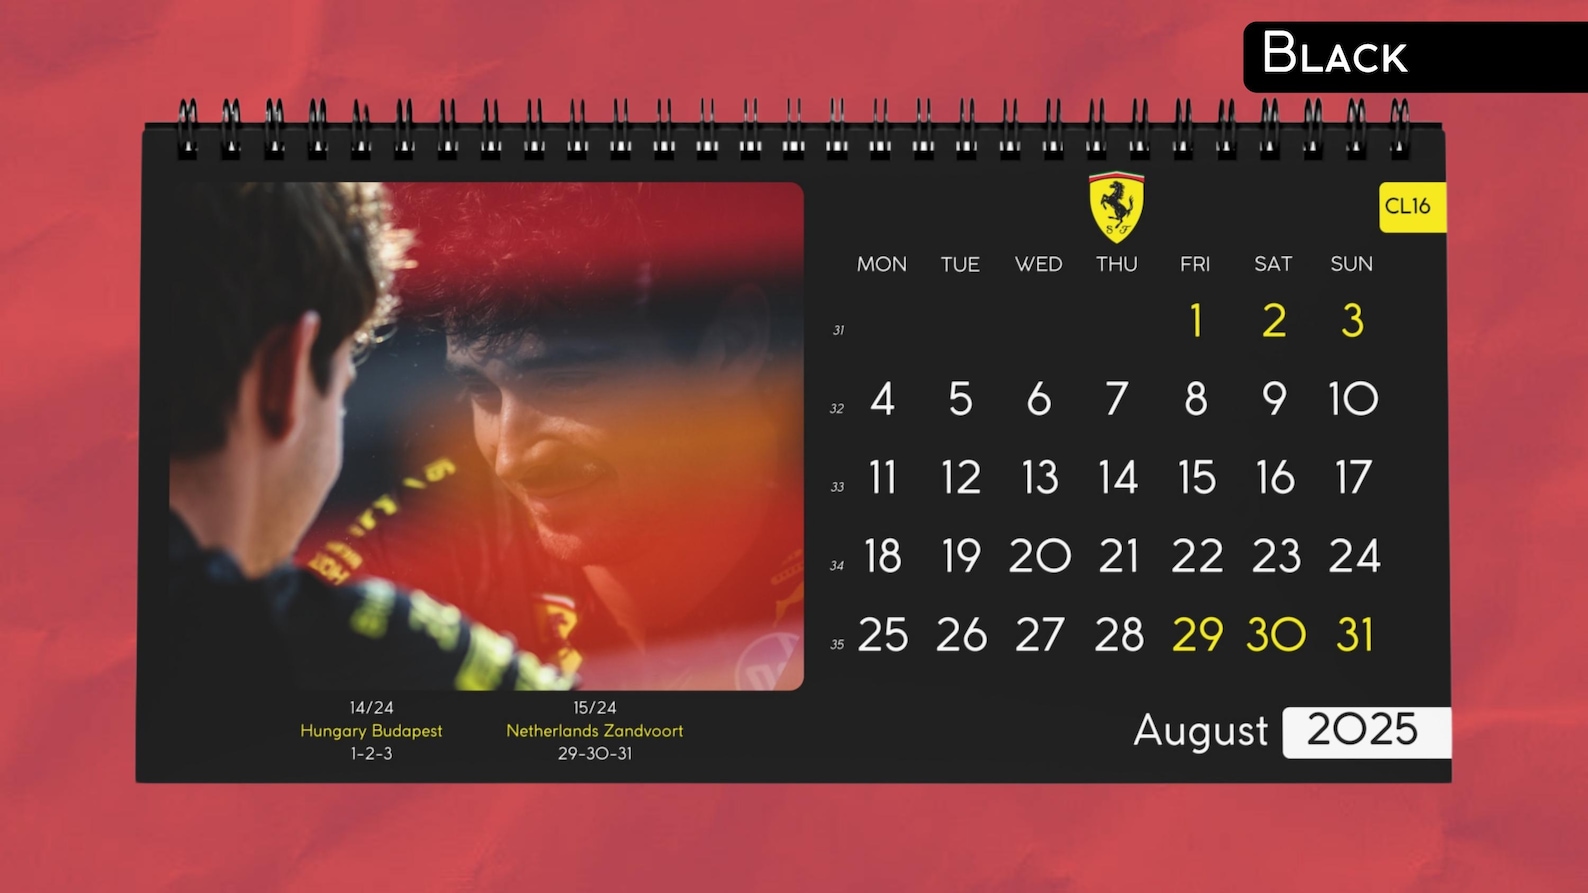 BLACK
CL16
S F
MON TUE WED THU FRI SAT SUN
31 1 2 3
32 4 5 6 7 8 9 10
33 11 12 13 14 15 16 17
34 18 19 20 21 22 23 24
35 25 26 27 28 29 30 31
14/24
Hungary Budapest
1-2-3
15/24
Netherlands Zandvoort
29-30-31
August 2025